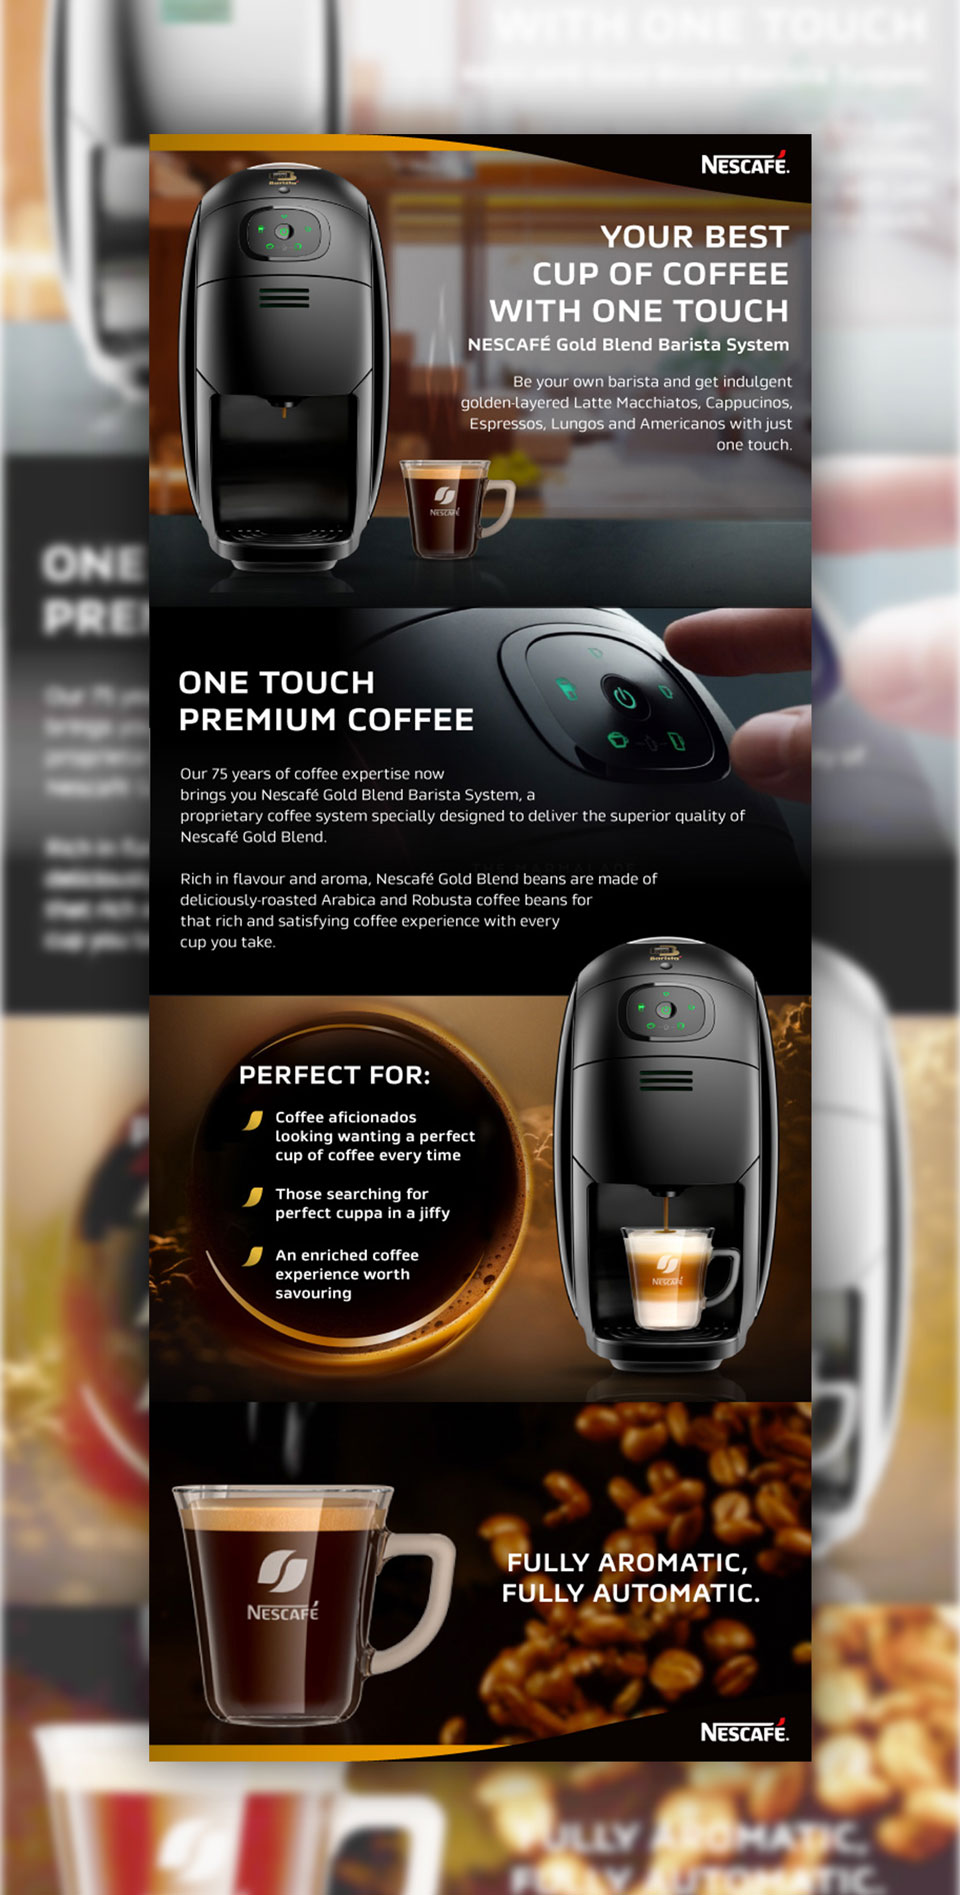 NESCAFÉ.
Barista
YOUR BEST
CUP OF COFFEE
WITH ONE TOUCH
NESCAFÉ Gold Blend Barista System
Be your own barista and get indulgent
golden-layered Latte Macchiatos, Cappucinos,
Espressos, Lungos and Americanos with just
one touch.
NESCAFÉ
ONE TOUCH
PREMIUM COFFEE
Our 75 years of coffee expertise now
brings you Nescafé Gold Blend Barista System, a
proprietary coffee system specially designed to deliver the superior quality of
Nescafé Gold Blend.
Rich in flavour and aroma, Nescafé Gold Blend beans are made of
deliciously-roasted Arabica and Robusta coffee beans for
that rich and satisfying coffee experience with every
cup you take.
Barista
PERFECT FOR:
Coffee aficionados
looking wanting a perfect
cup of coffee every time
Those searching for
perfect cuppa in a jiffy
An enriched coffee
experience worth
savouring
NESCAFÉ
FULLY AROMATIC,
FULLY AUTOMATIC.
NESCAFÉ
NESCAFÉ.